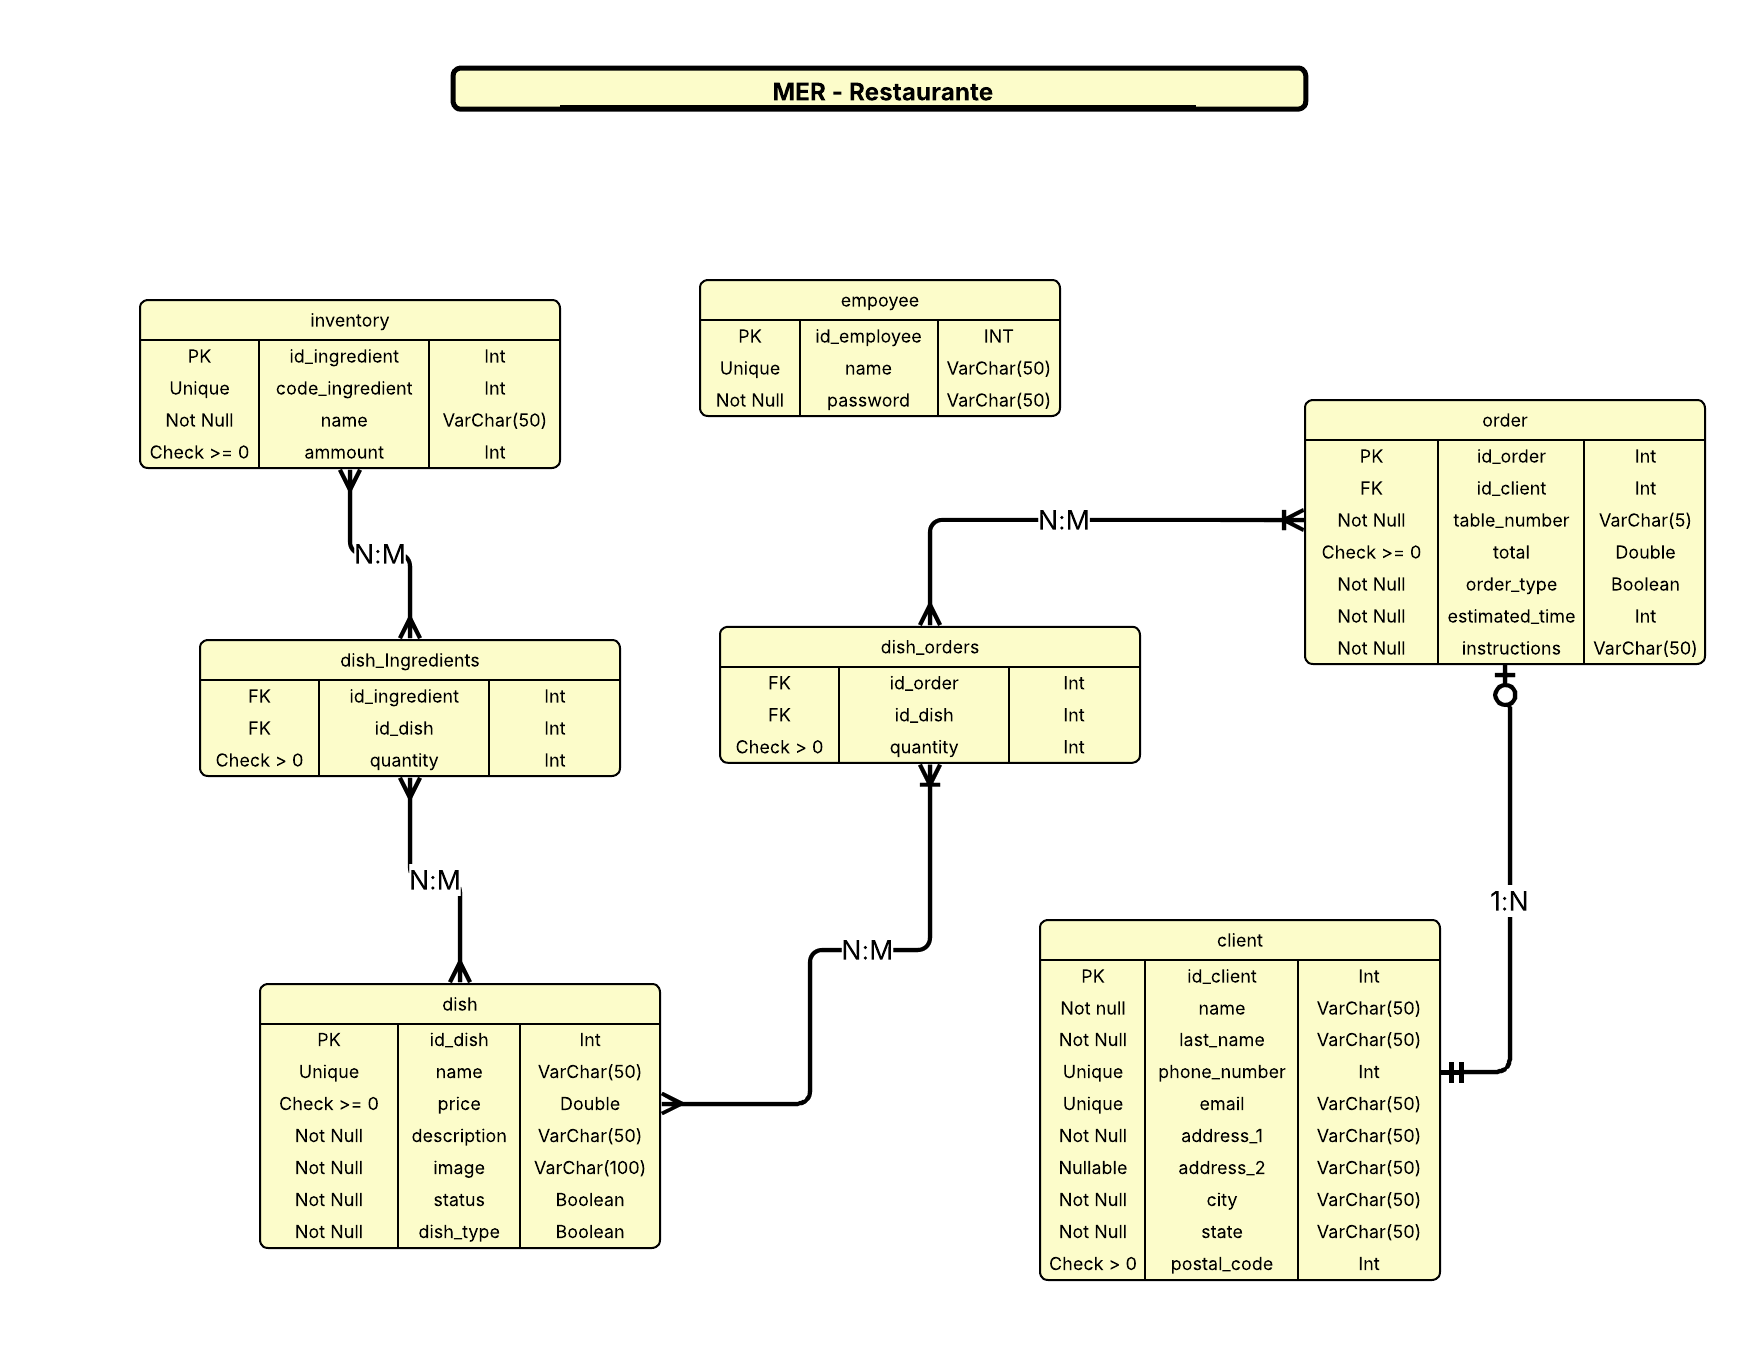 MER - Restaurante
inventory
PK id_ingredient Int
Unique code_ingredient Int
Not Null name VarChar(50)
Check >= 0 ammount Int
empoyee
PK id_employee INT
Unique name VarChar(50)
Not Null password VarChar(50)
order
PK id_order Int
FK id_client Int
Not Null table_number VarChar(5)
Check >= 0 total Double
Not Null order_type Boolean
Not Null estimated_time Int
Not Null instructions VarChar(50)
N:M
N:M
dish_Ingredients
FK id_ingredient Int
FK id_dish Int
Check > 0 quantity Int
dish_orders
FK id_order Int
FK id_dish Int
Check > 0 quantity Int
N:M
N:M
1:N
dish
PK id_dish Int
Unique name VarChar(50)
Check >= 0 price Double
Not Null description VarChar(50)
Not Null image VarChar(100)
Not Null status Boolean
Not Null dish_type Boolean
client
PK id_client Int
Not null name VarChar(50)
Not Null last_name VarChar(50)
Unique phone_number Int
Unique email VarChar(50)
Not Null address_1 VarChar(50)
Nullable address_2 VarChar(50)
Not Null city VarChar(50)
Not Null state VarChar(50)
Check > 0 postal_code Int